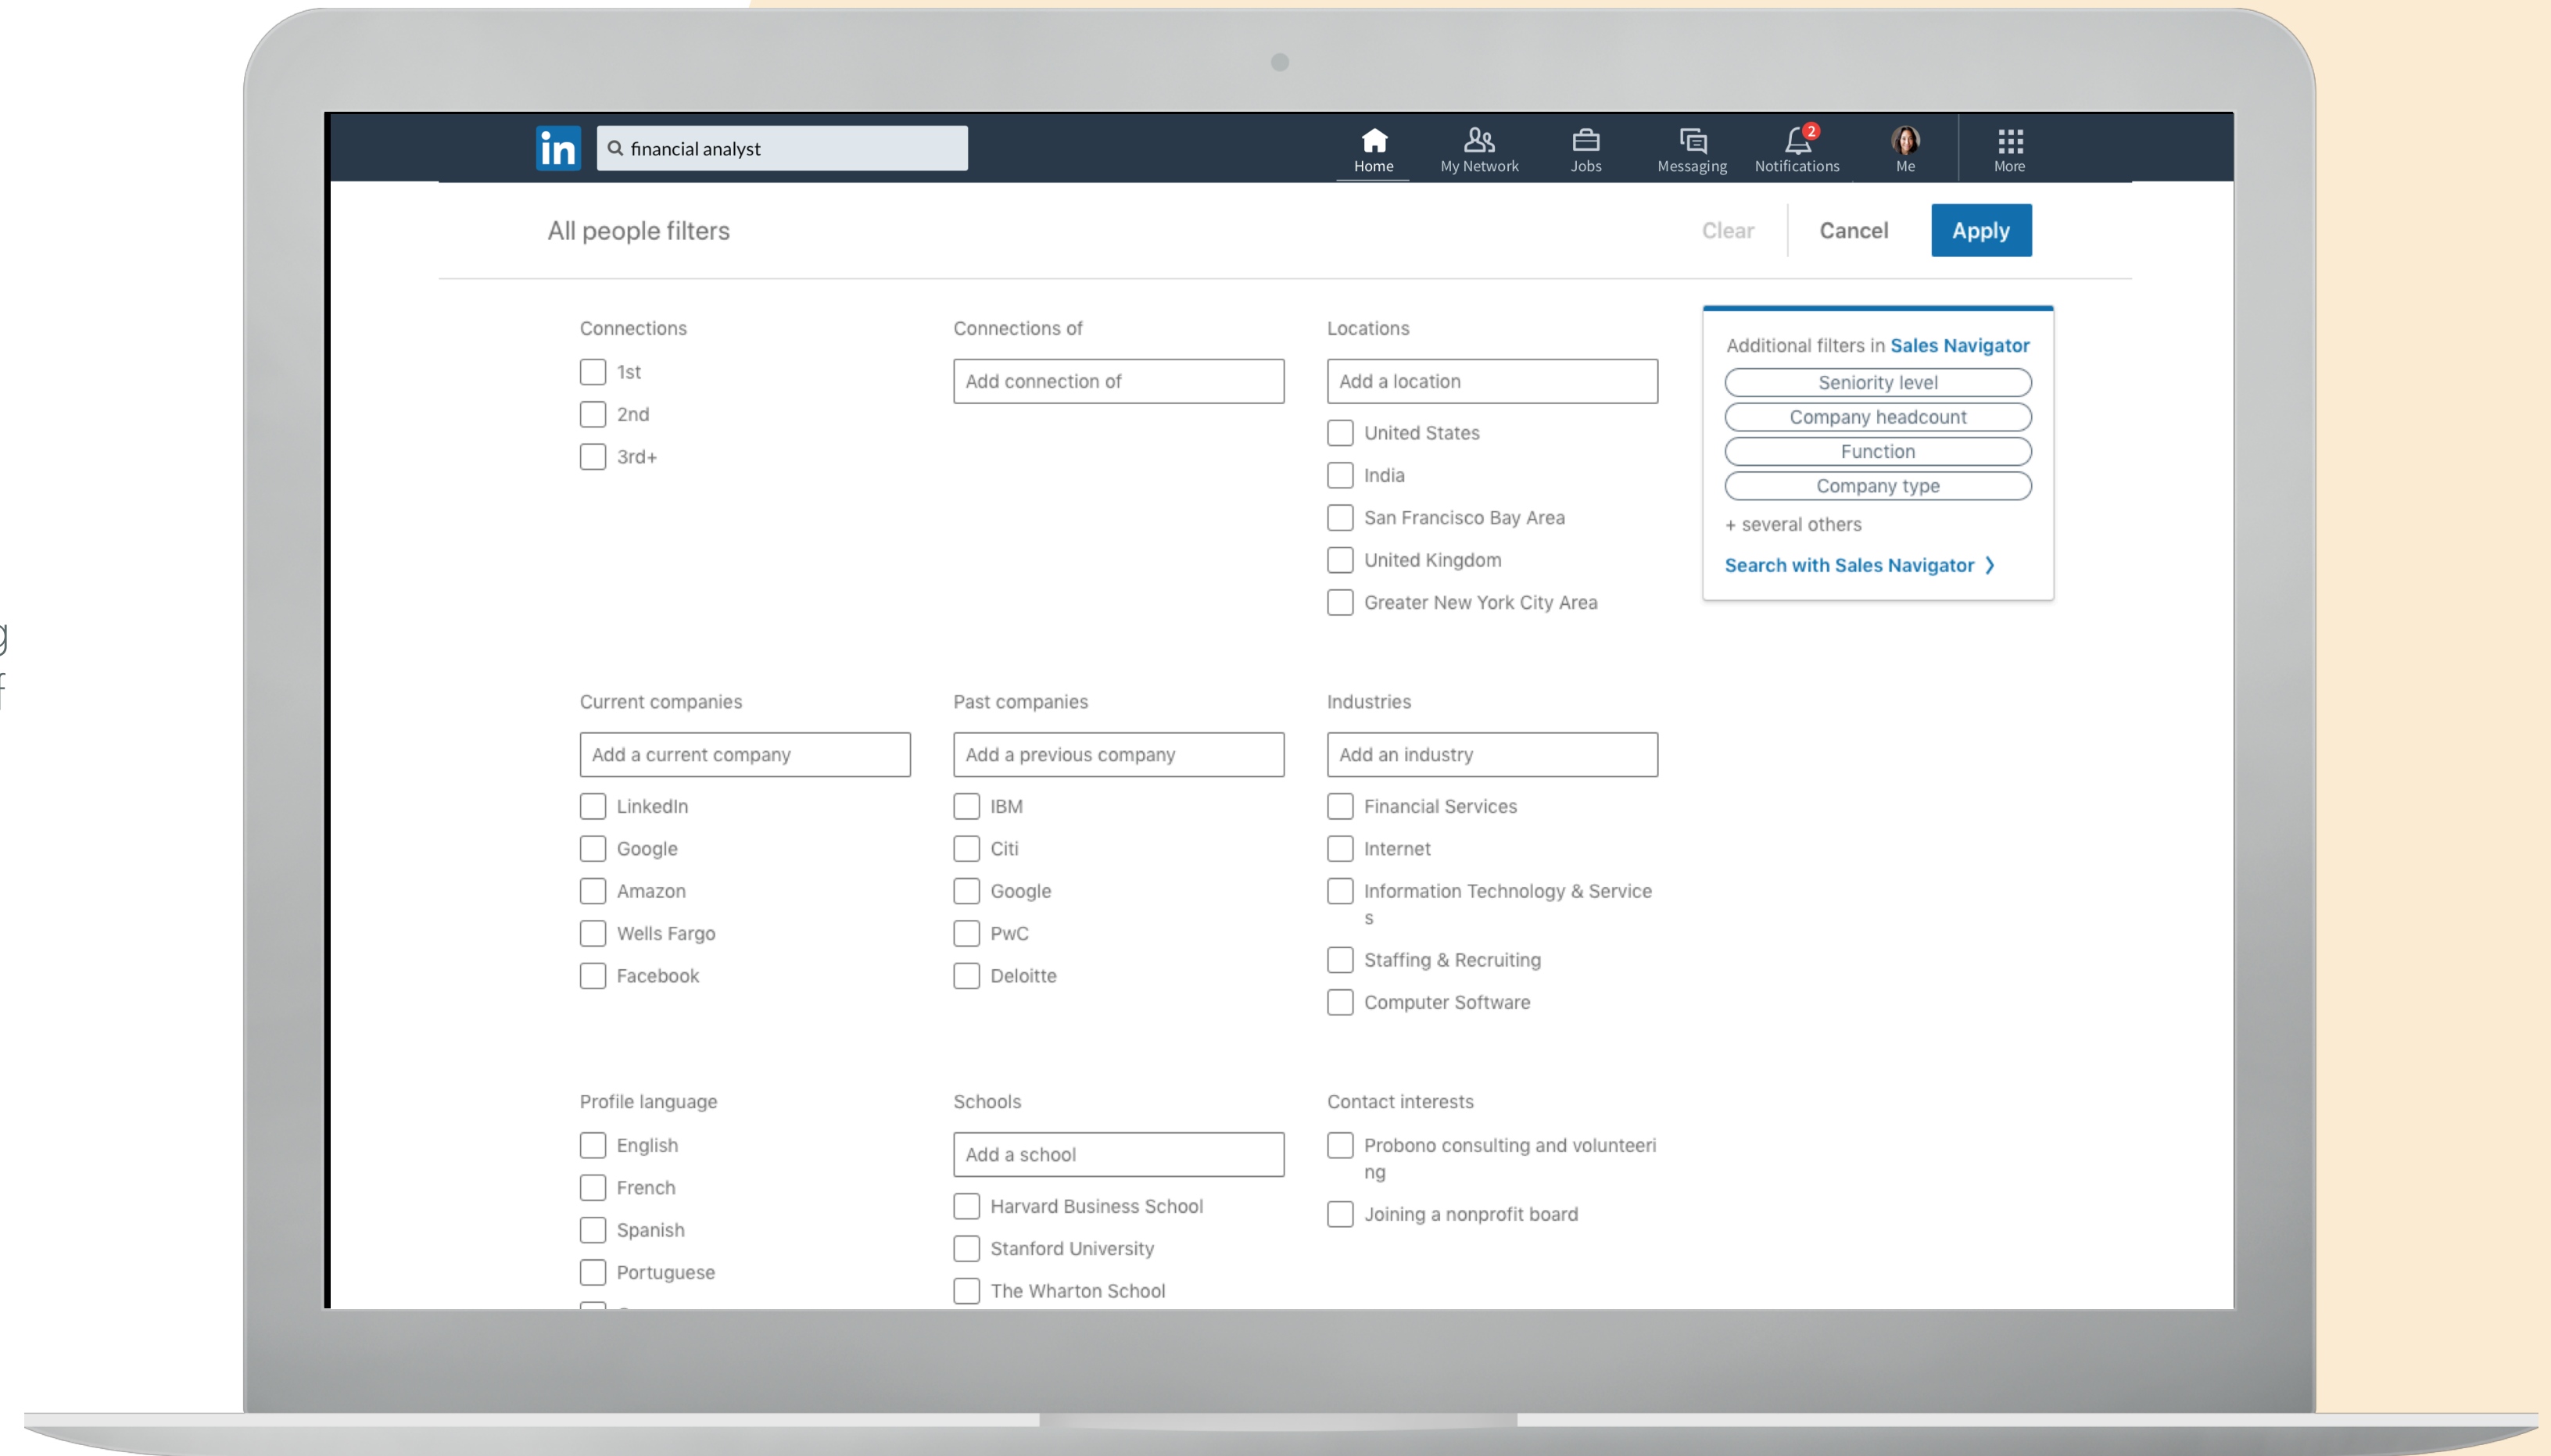 in
financial analyst
Home
My Network
Jobs
Messaging
2
Notifications
Me
More
All people filters
Clear
Cancel
Apply
Connections
1st
2nd
3rd+
Connections of
Add connection of
Locations
Add a location
United States
India
San Francisco Bay Area
United Kingdom
Greater New York City Area
Additional filters in Sales Navigator
Seniority level
Company headcount
Function
Company type
+ several others
Search with Sales Navigator ❯
g
f
Current companies
Add a current company
LinkedIn
Google
Amazon
Wells Fargo
Facebook
Past companies
Add a previous company
IBM
Citi
Google
PwC
Deloitte
Industries
Add an industry
Financial Services
Internet
Information Technology & Service
s
Staffing & Recruiting
Computer Software
Profile language
English
French
Spanish
Portuguese
Schools
Add a school
Harvard Business School
Stanford University
The Wharton School
Contact interests
Probono consulting and volunteeri
ng
Joining a nonprofit board